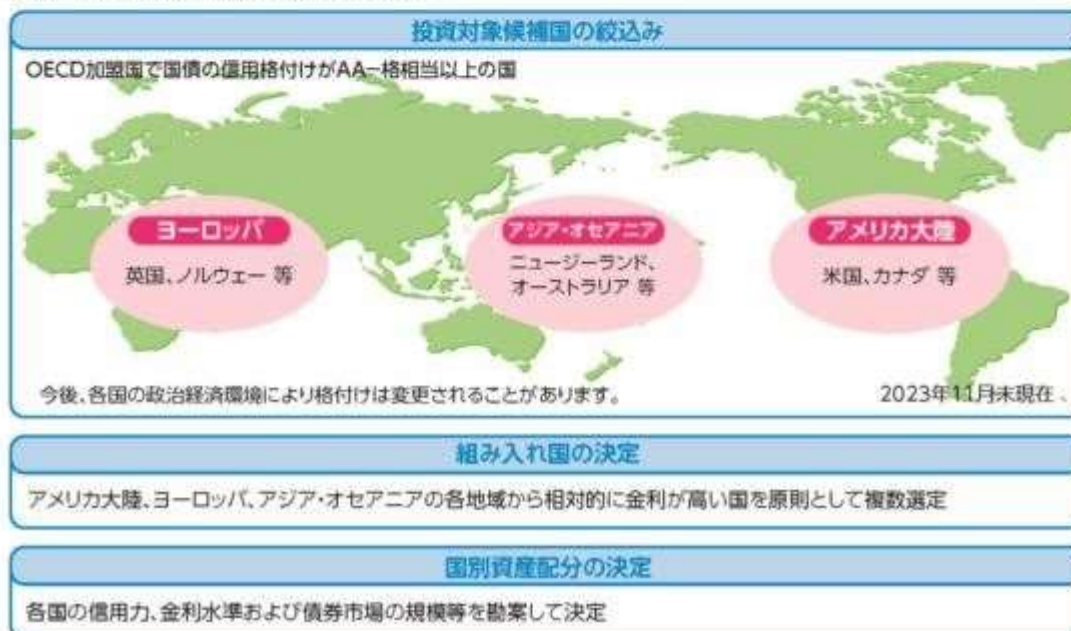 投資対象候補国の絞込み
OECD加盟国で国債の信用格付けがAA－格相当以上の国
ヨーロッパ
英国、ノルウェー 等
アジア・オセアニア
ニュージーランド、
オーストラリア 等
アメリカ大陸
米国、カナダ 等
今後、各国の政治経済環境により格付けは変更されることがあります。
2023年11月末現在
組み入れ国の決定
アメリカ大陸、ヨーロッパ、アジア・オセアニアの各地域から相対的に金利が高い国を原則として複数選定
国別資産配分の決定
各国の信用力、金利水準および債券市場の規模等を勘案して決定